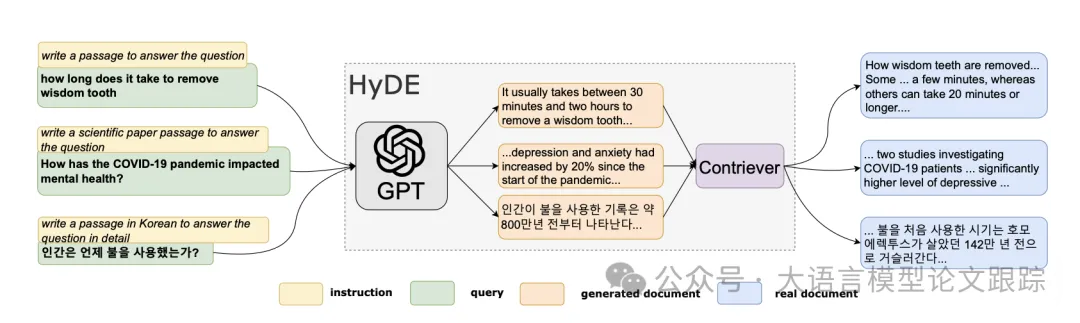 write a passage to answer the question
how long does it take to remove
wisdom tooth
write a scientific paper passage to answer
the question
How has the COVID-19 pandemic impacted
mental health?
write a passage in Korean to answer the
question in detail
인간은 언제 불을 사용했는가?
HyDE
GPT
It usually takes between 30
minutes and two hours to
remove a wisdom tooth...
...depression and anxiety had
increased by 20% since the
start of the pandemic...
인간이 불을 사용한 기록은 약
800만년 전부터 나타난다...
Contriever
How wisdom teeth are removed...
Some ... a few minutes, whereas
others can take 20 minutes or
longer....
... two studies investigating
COVID-19 patients ... significantly
higher level of depressive ...
... 불을 처음 사용한 시기는 호모
에렉투스가 살았던 142만 년 전으
로 거슬러간다...
公众号 · 大语言模型论文跟踪
instruction
query
generated document
real document